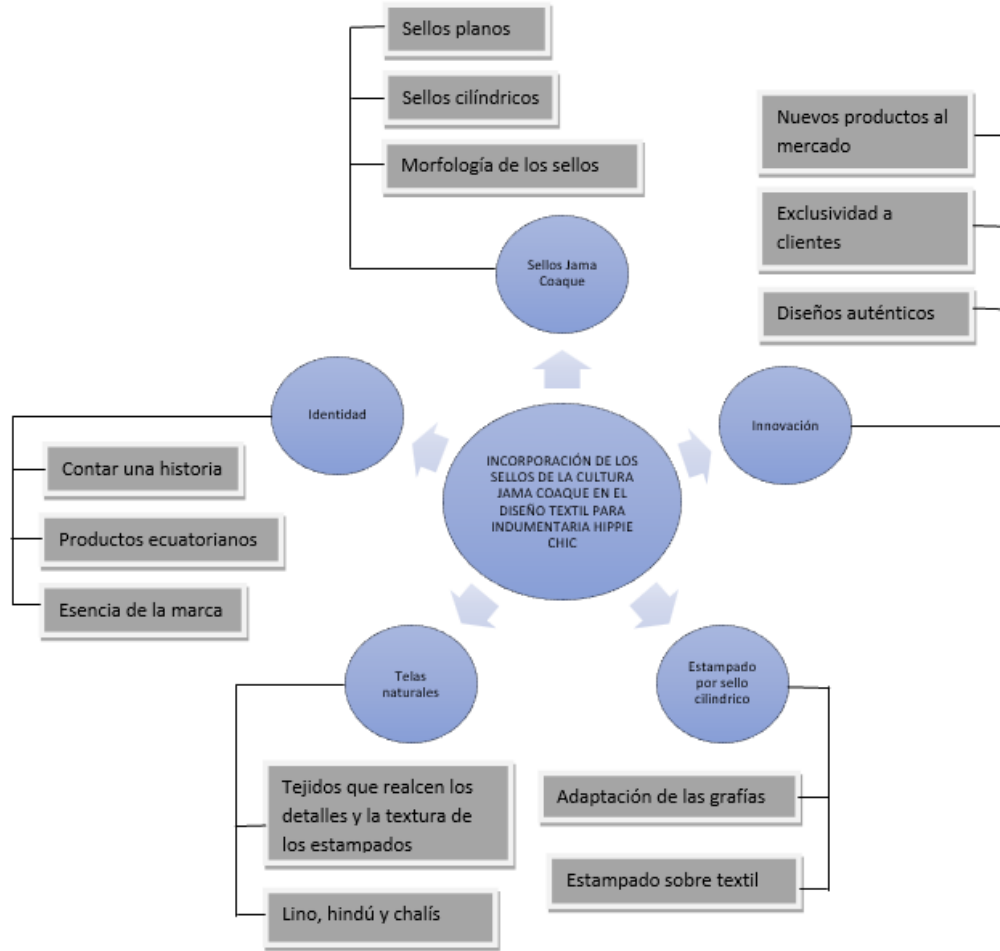 Sellos planos
Sellos cilíndricos
Morfología de los sellos
Sellos Jama
Coaque
Nuevos productos al
mercado
Exclusividad a
clientes
Diseños auténticos
Innovación
Identidad
Contar una historia
Productos ecuatorianos
Esencia de la marca
INCORPORACIÓN DE LOS
SELLOS DE LA CULTURA
JAMA COAQUE EN EL
DISEÑO TEXTIL PARA
INDUMENTARIA HIPPIE
CHIC
Telas
naturales
Tejidos que realcen los
detalles y la textura de
los estampados
Lino, hindú y chalís
Estampado
por sello
cilindrico
Adaptación de las grafías
Estampado sobre textil